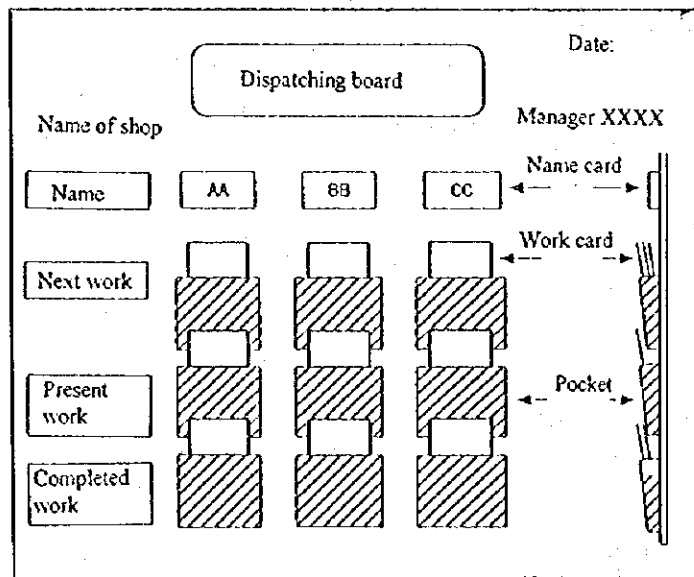 Date:
Dispatching board
Name of shop
Manager XXXX
Name card
Name
AA
BB
CC
Work card
Next work
Present
work
Pocket
Completed
work